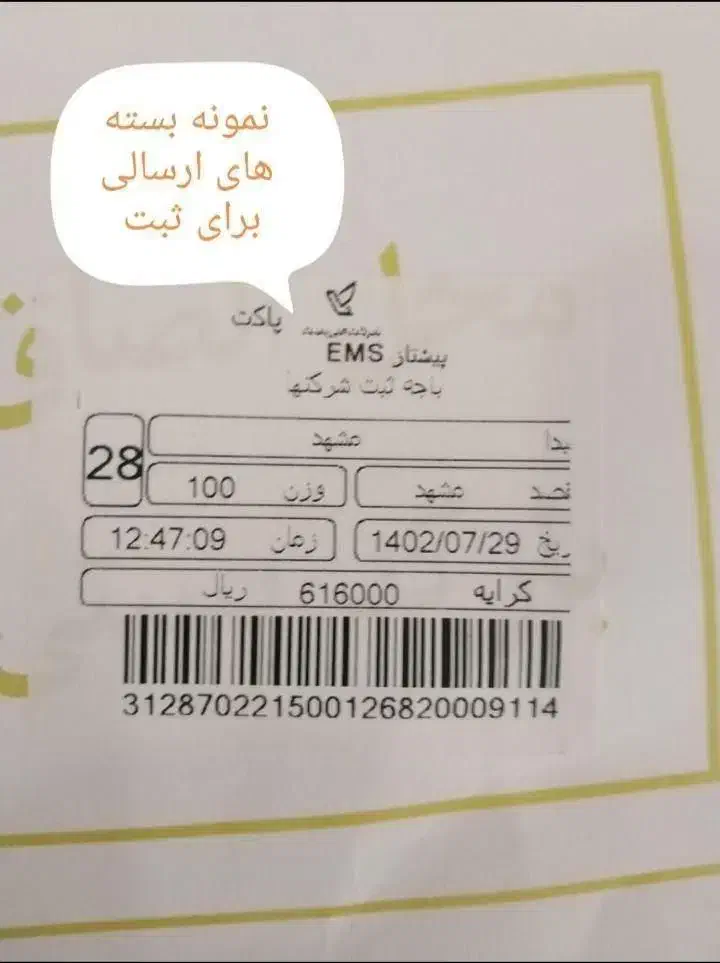 نمونه بسته
های ارسالی
برای ثبت
پاکت
پیشتاز EMS
باجه ثبت شرکتها
مشهد
28
مشهد وزن 100
1402/07/29 زمان 12:47:09
کرایه 616000 ریال
312870221500126820009114